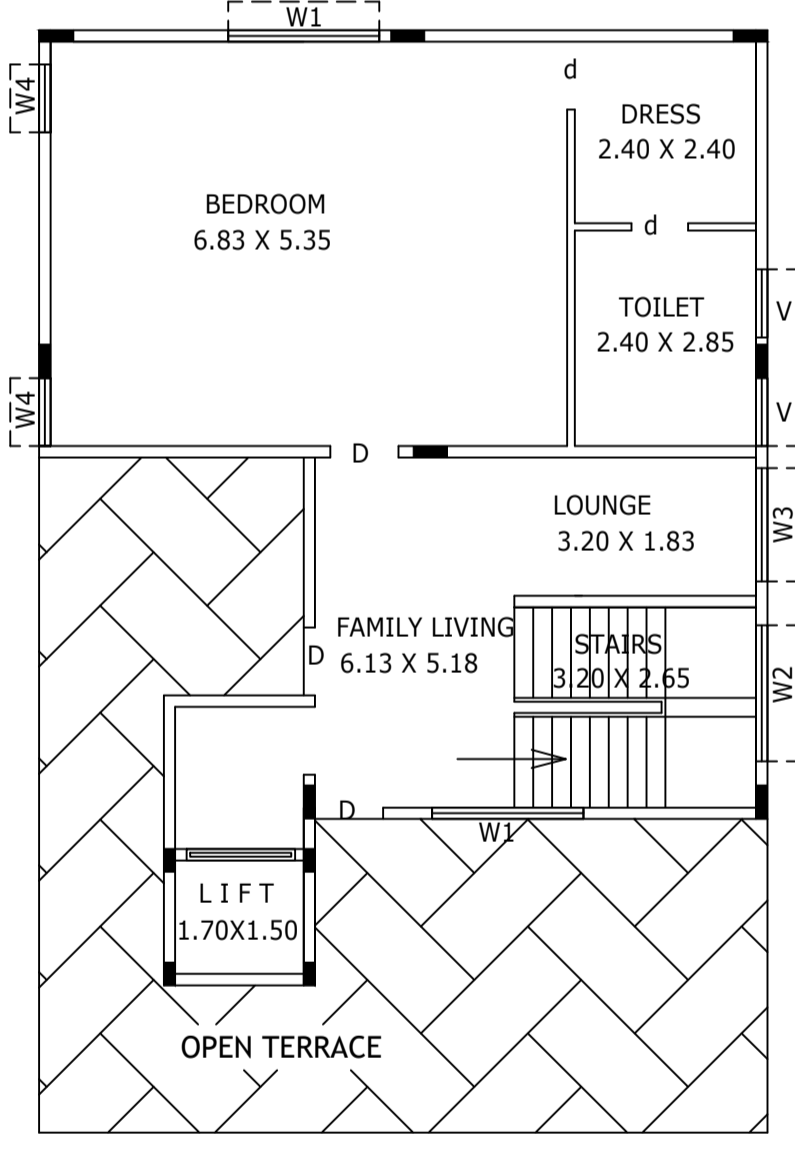 W1
W4
d
DRESS
2.40 X 2.40
BEDROOM
6.83 X 5.35
d
TOILET
2.40 X 2.85
V
W4
V
D
LOUNGE
3.20 X 1.83
W3
FAMILY LIVING
6.13 X 5.18
D
STAIRS
3.20 X 2.65
W2
D
W1
LIFT
1.70X1.50
OPEN TERRACE